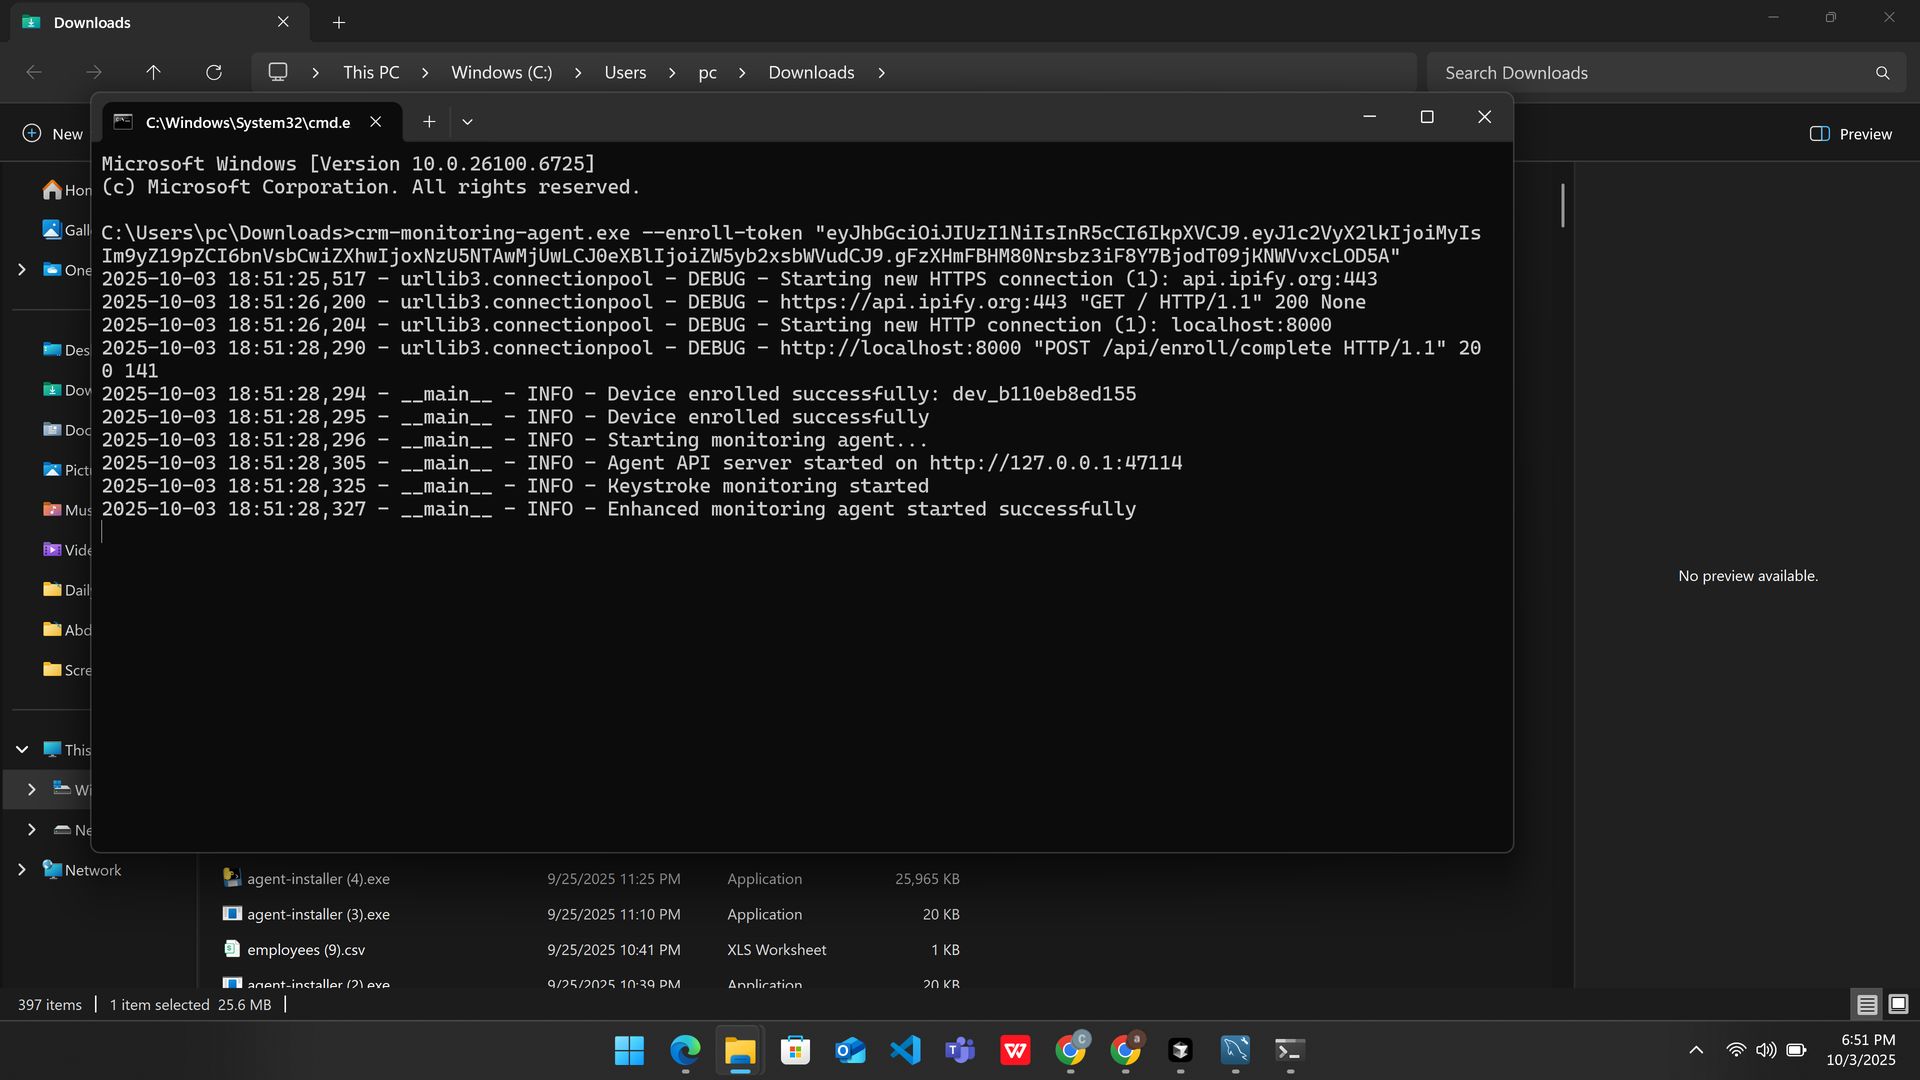 Downloads
This PC
Windows (C:)
Users
pc
Downloads
Search Downloads
C:\Windows\System32\cmd.e
New
Preview
Microsoft Windows [Version 10.0.26100.6725]
(c) Microsoft Corporation. All rights reserved.
C:\Users\pc\Downloads>crm-monitoring-agent.exe --enroll-token "eyJhbGciOiJIUzI1NiIsInR5cCI6IkpXVCJ9.eyJ1c2VyX2lkIjoiMyIs
Im9yZ19pZCI6bnVsbCwiZXhwIjoxNzU5NTAwMjUwLCJ0eXBlIjoiZW5yb2xsbWVudCJ9.gFzXHmFBHM80Nrsbz3iF8Y7BjodT09jKNWVvxcLOD5A"
2025-10-03 18:51:25,517 - urllib3.connectionpool - DEBUG - Starting new HTTPS connection (1): api.ipify.org:443
2025-10-03 18:51:26,200 - urllib3.connectionpool - DEBUG - https://api.ipify.org:443 "GET / HTTP/1.1" 200 None
2025-10-03 18:51:26,204 - urllib3.connectionpool - DEBUG - Starting new HTTP connection (1): localhost:8000
2025-10-03 18:51:28,290 - urllib3.connectionpool - DEBUG - http://localhost:8000 "POST /api/enroll/complete HTTP/1.1" 20
0 141
2025-10-03 18:51:28,294 - __main__ - INFO - Device enrolled successfully: dev_b110eb8ed155
2025-10-03 18:51:28,295 - __main__ - INFO - Device enrolled successfully
2025-10-03 18:51:28,296 - __main__ - INFO - Starting monitoring agent...
2025-10-03 18:51:28,305 - __main__ - INFO - Agent API server started on http://127.0.0.1:47114
2025-10-03 18:51:28,325 - __main__ - INFO - Keystroke monitoring started
2025-10-03 18:51:28,327 - __main__ - INFO - Enhanced monitoring agent started successfully
Hom
Gall
One
Des
Dow
Doc
Pictu
Mus
Vide
Dail
Abd
Scre
This
Wi
Ne
Network
No preview available.
agent-installer (4).exe 9/25/2025 11:25 PM Application 25,965 KB
agent-installer (3).exe 9/25/2025 11:10 PM Application 20 KB
employees (9).csv 9/25/2025 10:41 PM XLS Worksheet 1 KB
agent-installer (2).exe 9/25/2025 10:39 PM Application 20 KB
397 items
1 item selected 25.6 MB
6:51 PM
10/3/2025